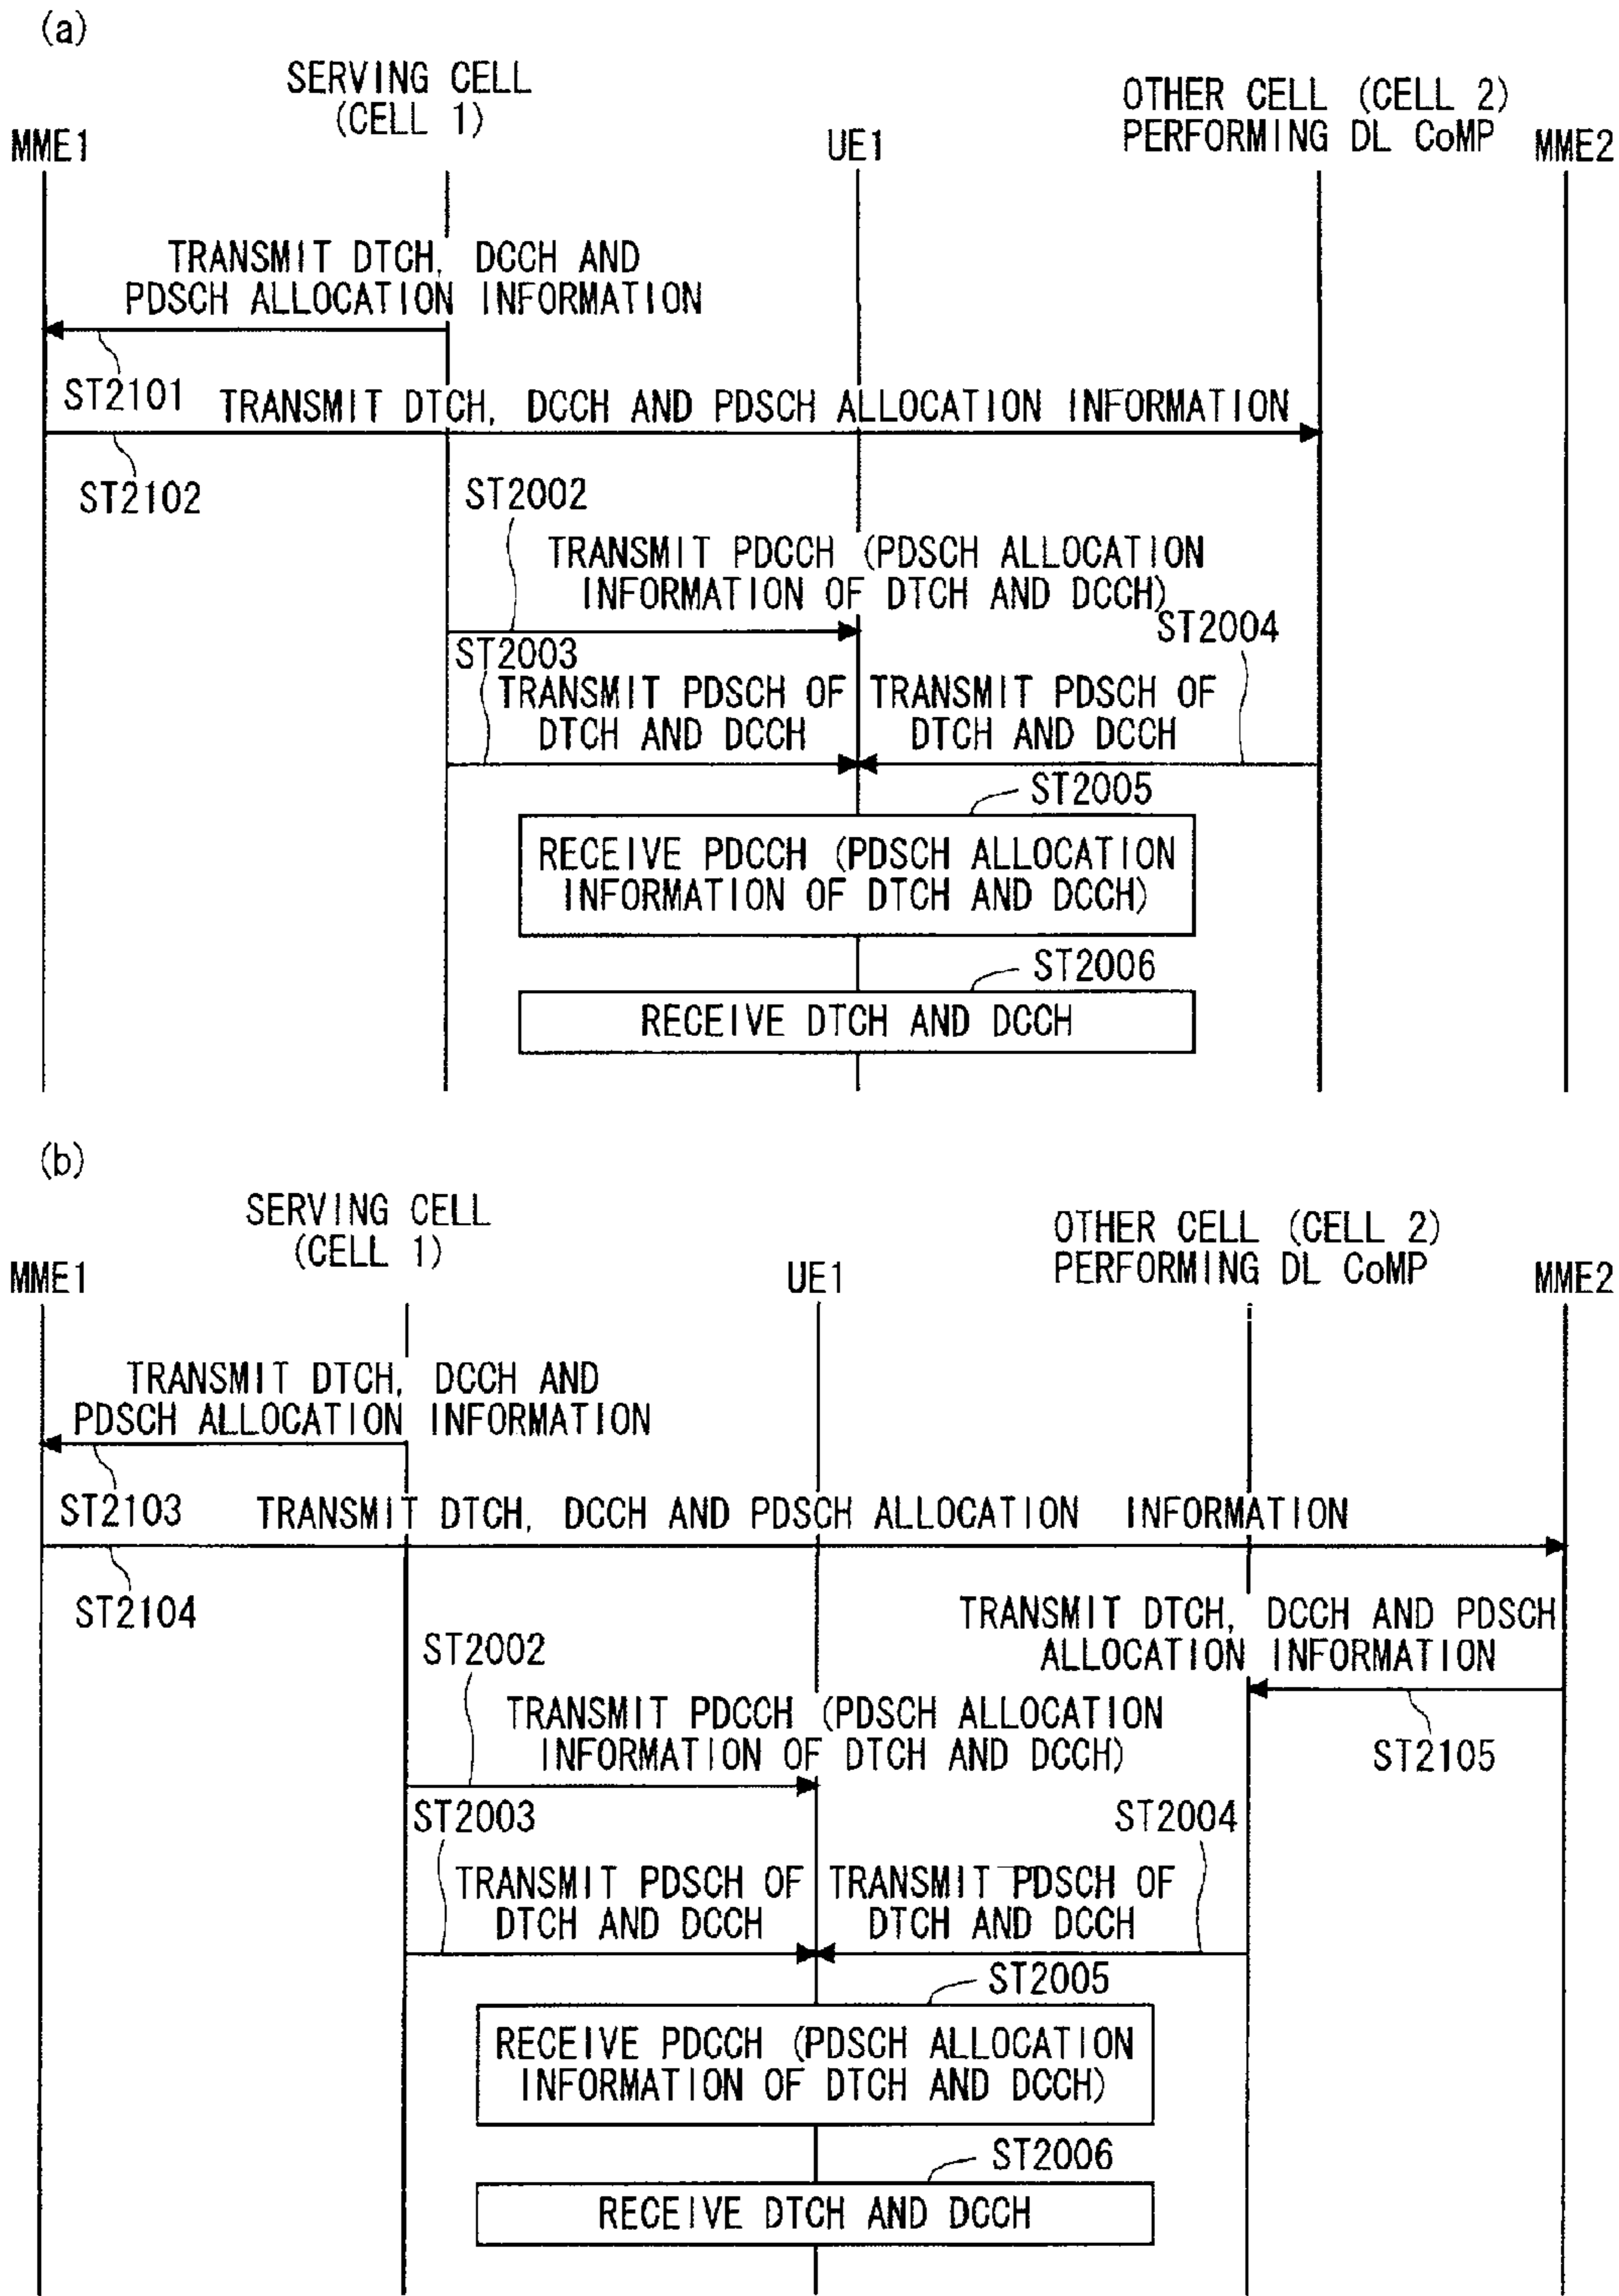 (a)
SERVING CELL
(CELL 1)
OTHER CELL (CELL 2)
PERFORMING DL CoMP
MME1
UE1
MME2
TRANSMIT DTCH, DCCH AND
PDSCH ALLOCATION INFORMATION
ST2101
TRANSMIT DTCH, DCCH AND PDSCH ALLOCATION INFORMATION
ST2102
ST2002
TRANSMIT PDCCH (PDSCH ALLOCATION
INFORMATION OF DTCH AND DCCH)
ST2003
ST2004
TRANSMIT PDSCH OF
DTCH AND DCCH
TRANSMIT PDSCH OF
DTCH AND DCCH
ST2005
RECEIVE PDCCH (PDSCH ALLOCATION
INFORMATION OF DTCH AND DCCH)
ST2006
RECEIVE DTCH AND DCCH
(b)
SERVING CELL
(CELL 1)
OTHER CELL (CELL 2)
PERFORMING DL CoMP
MME1
UE1
MME2
TRANSMIT DTCH, DCCH AND
PDSCH ALLOCATION INFORMATION
ST2103
TRANSMIT DTCH, DCCH AND PDSCH ALLOCATION INFORMATION
ST2104
TRANSMIT DTCH, DCCH AND PDSCH
ALLOCATION INFORMATION
ST2105
ST2002
TRANSMIT PDCCH (PDSCH ALLOCATION
INFORMATION OF DTCH AND DCCH)
ST2003
ST2004
TRANSMIT PDSCH OF
DTCH AND DCCH
TRANSMIT PDSCH OF
DTCH AND DCCH
ST2005
RECEIVE PDCCH (PDSCH ALLOCATION
INFORMATION OF DTCH AND DCCH)
ST2006
RECEIVE DTCH AND DCCH